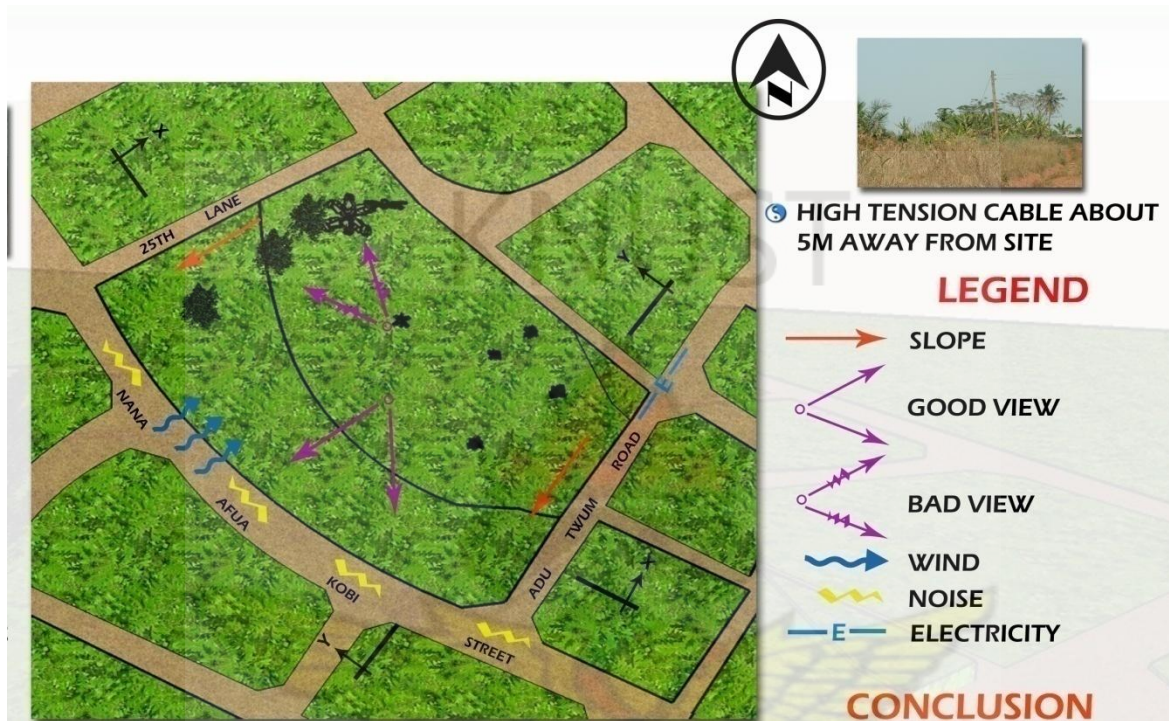 N
HIGH TENSION CABLE ABOUT
5M AWAY FROM SITE
LEGEND
SLOPE
GOOD VIEW
BAD VIEW
WIND
NOISE
E ELECTRICITY
CONCLUSION
X
25TH LANE
Y
E
NANA AFUA KOBI STREET
ADU TWUM ROAD
X
Y
KNUST